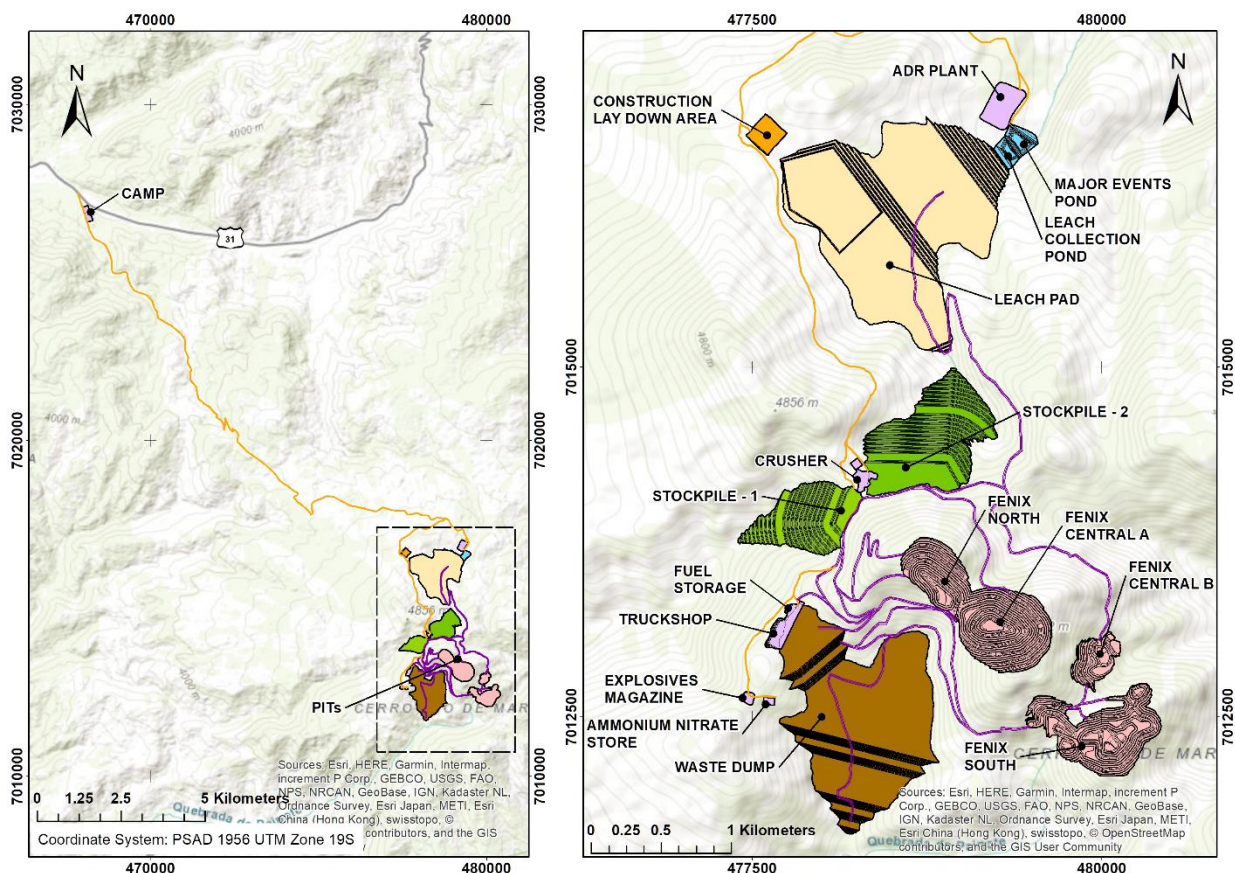 470000
480000
N
7030000
7030000
4000 m
CAMP
31
7020000
7020000
4000 m
4856 m
PITs
CERRO
DE MAR
7010000
7010000
Sources: Esri, HERE, Garmin, Intermap,
increment P Corp., GEBCO, USGS, FAO,
NPS, NRCAN, GeoBase, IGN, Kadaster NL,
Ordnance Survey, Esri Japan, METI, Esri
China (Hong Kong), swisstopo, ©
contributors, and the GIS
0 1.25 2.5 5 Kilometers
Quebrada de
Coordinate System: PSAD 1956 UTM Zone 19S
470000
480000
477500
480000
N
ADR PLANT
CONSTRUCTION
LAY DOWN AREA
MAJOR EVENTS
POND
LEACH
COLLECTION
POND
LEACH PAD
7015000
7015000
4800 m
4856 m
STOCKPILE - 2
CRUSHER
STOCKPILE - 1
FENIX
NORTH
FENIX
CENTRAL A
FENIX
CENTRAL B
FUEL
STORAGE
TRUCKSHOP
EXPLOSIVES
MAGAZINE
AMMONIUM NITRATE
STORE
7012500
7012500
WASTE DUMP
FENIX
SOUTH
DE MAR
Sources: Esri, HERE, Garmin, Intermap, increment P
Corp., GEBCO, USGS, FAO, NPS, NRCAN, GeoBase,
IGN, Kadaster NL, Ordnance Survey, Esri Japan, METI,
Esri China (Hong Kong), swisstopo, © OpenStreetMap
contributors, and the GIS User Community
0 0.25 0.5 1 Kilometers
Quebrada de
477500
480000